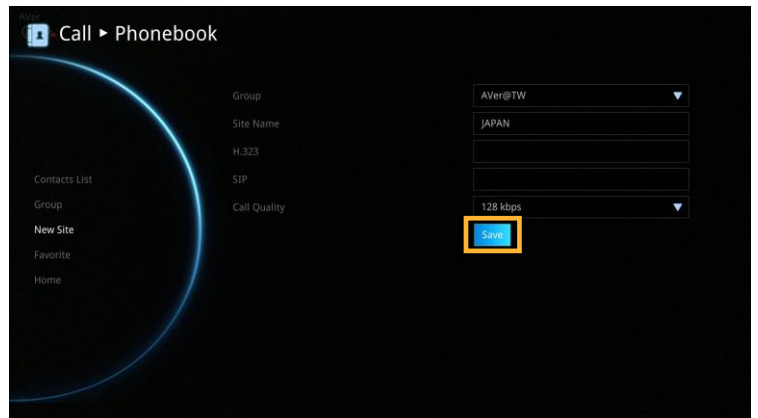 AVer
Call ▸ Phonebook
Group AVer@TW
Site Name JAPAN
H.323
SIP
Call Quality 128 kbps
Save
Contacts List
Group
New Site
Favorite
Home